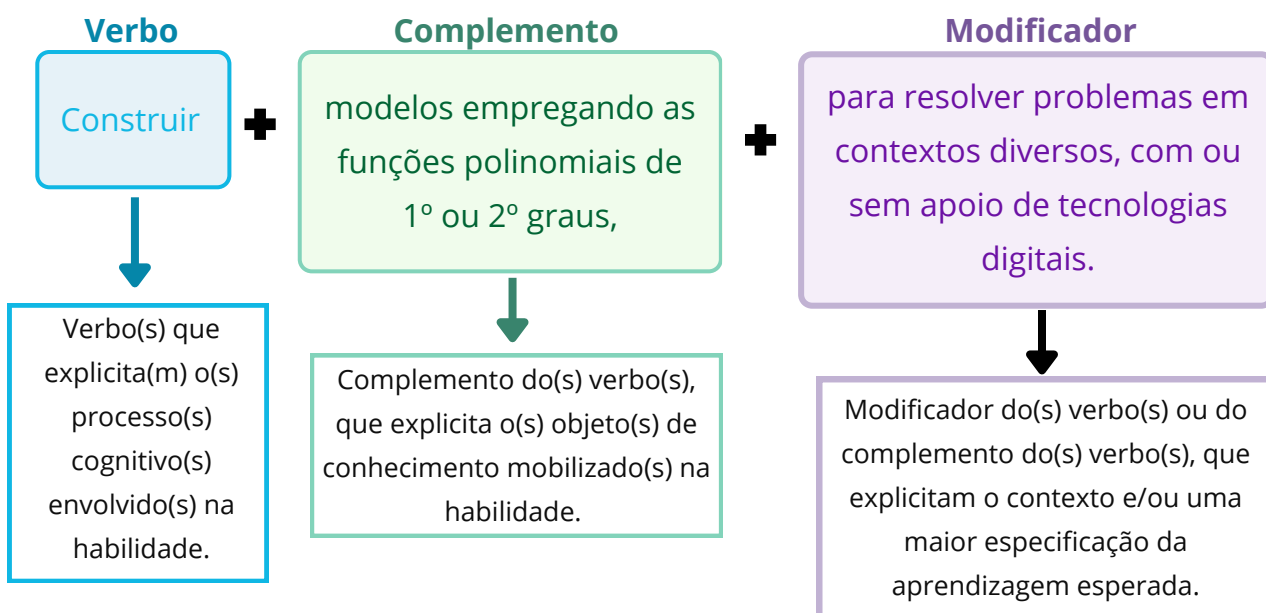 Verbo
Construir
Verbo(s) que
explicita(m) o(s)
processo(s)
cognitivo(s)
envolvido(s) na
habilidade.
Complemento
modelos empregando as
funções polinomiais de
1º ou 2º graus,
Complemento do(s) verbo(s),
que explicita o(s) objeto(s) de
conhecimento mobilizado(s) na
habilidade.
Modificador
para resolver problemas em
contextos diversos, com ou
sem apoio de tecnologias
digitais.
Modificador do(s) verbo(s) ou do
complemento do(s) verbo(s), que
explicitam o contexto e/ou uma
maior especificação da
aprendizagem esperada.